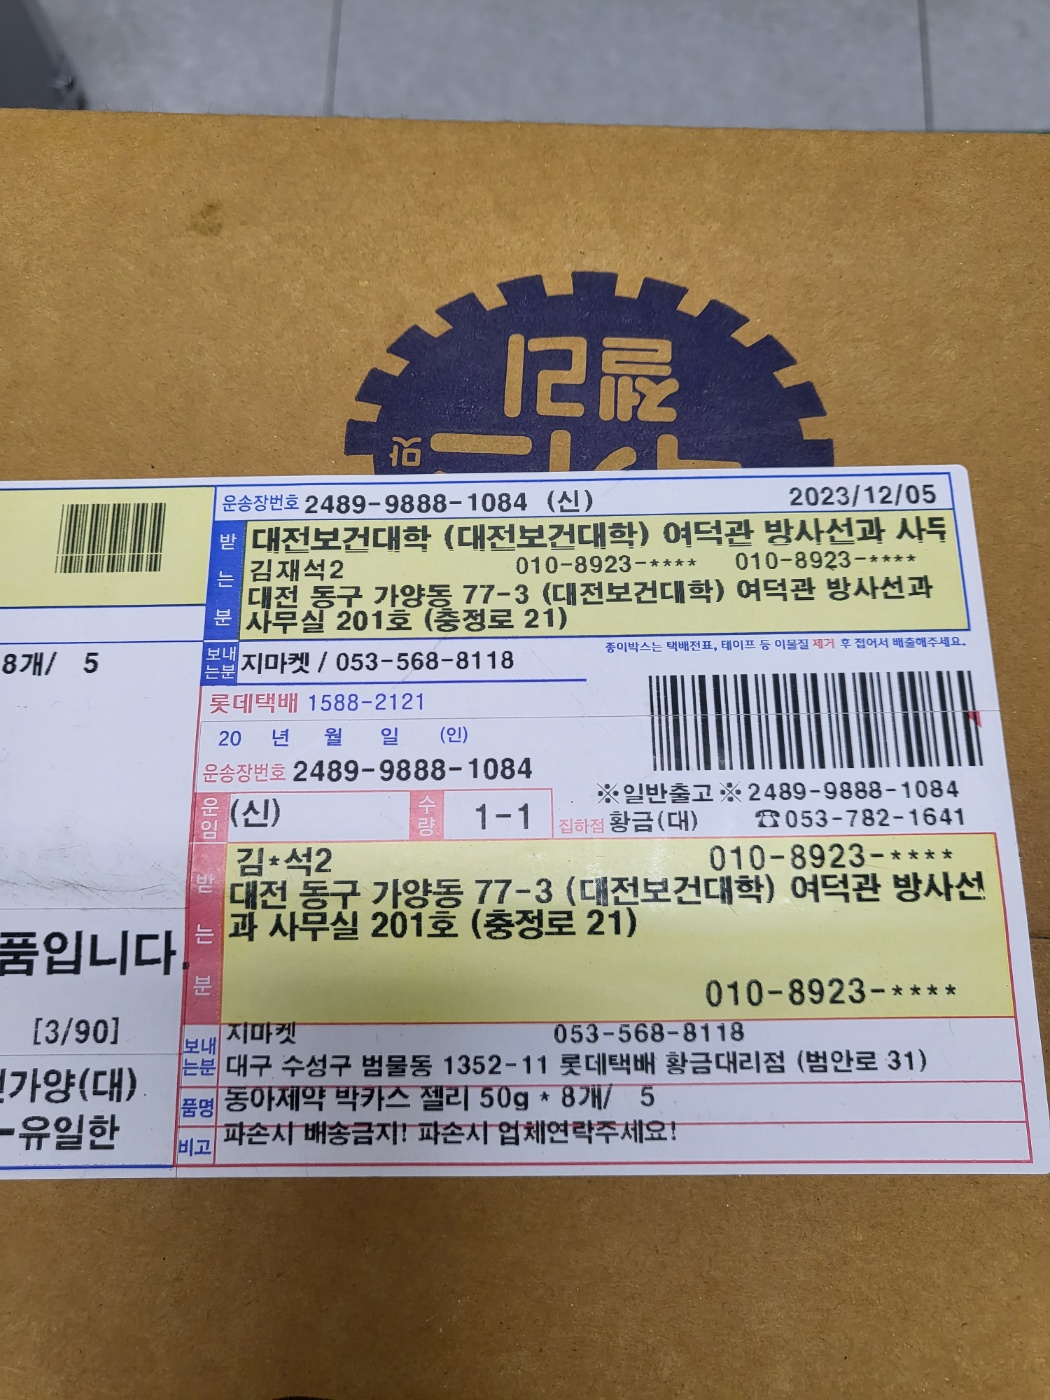 젤리
맛
운송장번호 2489-9888-1084 (신) 2023/12/05
받는분
대전보건대학 (대전보건대학) 여덕관 방사선과 사두
김재석2 010-8923-**** 010-8923-****
대전 동구 가양동 77-3 (대전보건대학) 여덕관 방사선과
사무실 201호 (충정로 21)
종이박스는 택배전표, 테이프 등 이물질 제거 후 접어서 배출해주세요.
보내는분 지마켓 / 053-568-8118
8개/ 5
롯데택배 1588-2121
20 년 월 일 (인)
운송장번호 2489-9888-1084
※일반출고※2489-9888-1084
운임 (신) 수량 1-1 집하점 황금(대) ☎053-782-1641
받는분
김*석2 010-8923-****
대전 동구 가양동 77-3 (대전보건대학) 여덕관 방사선
과 사무실 201호 (충정로 21)
010-8923-****
품입니다.
[3/90]
가양(대)
유일한
보내는분 지마켓 053-568-8118
대구 수성구 범물동 1352-11 롯데택배 황금대리점 (범안로 31)
품명 동아제약 박카스 젤리 50g * 8개/ 5
비고 파손시 배송금지! 파손시 업체연락주세요!